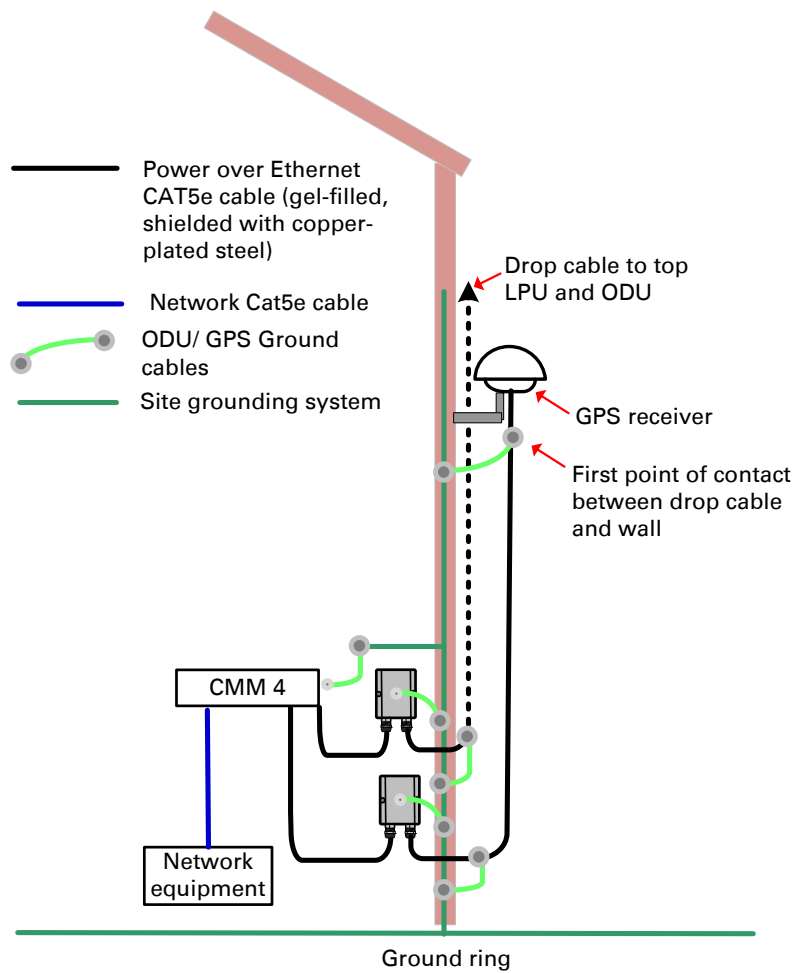 Power over Ethernet
CAT5e cable (gel-filled,
shielded with copper-
plated steel)
Network Cat5e cable
ODU/ GPS Ground
cables
Site grounding system
Drop cable to top
LPU and ODU
GPS receiver
First point of contact
between drop cable
and wall
CMM 4
Network
equipment
Ground ring